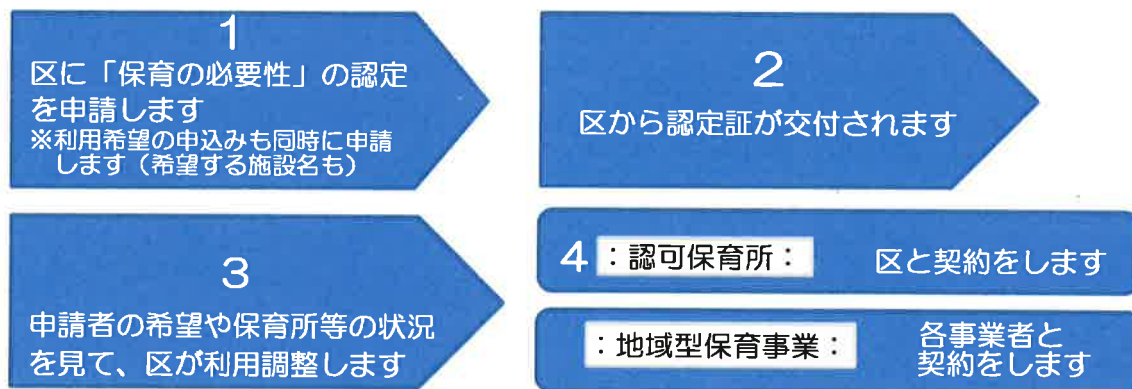 1
区に「保育の必要性」の認定
を申請します
※利用希望の申込みも同時に申請
します（希望する施設名も）
2
区から認定証が交付されます
3
申請者の希望や保育所等の状況
を見て、区が利用調整します
4 ：認可保育所： 区と契約をします
：地域型保育事業： 各事業者と
契約をします